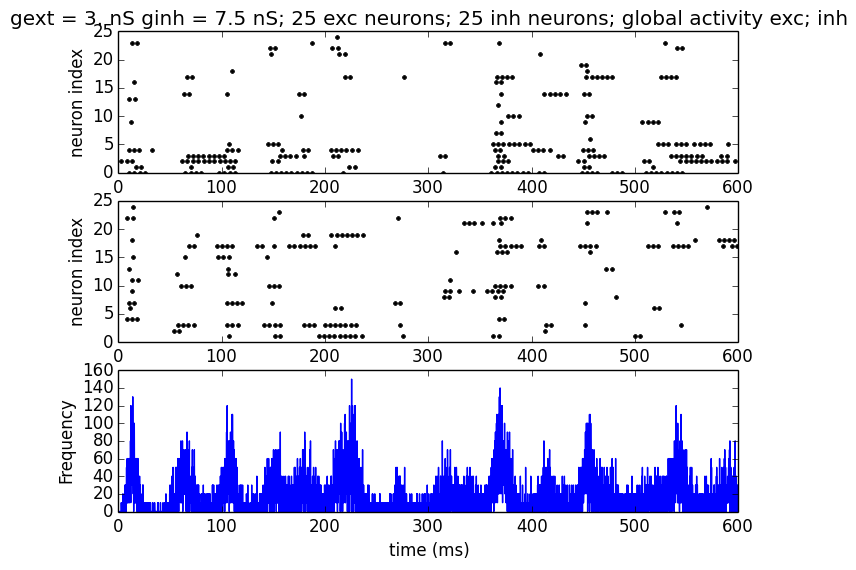 gext = 3, nS ginh = 7.5 nS; 25 exc neurons; 25 inh neurons; global activity exc; inh
25
20
15
10
5
0
neuron index
0 100 200 300 400 500 600
25
20
15
10
5
0
neuron index
0 100 200 300 400 500 600
160
140
120
100
80
60
40
20
0
Frequency
0 100 200 300 400 500 600
time (ms)